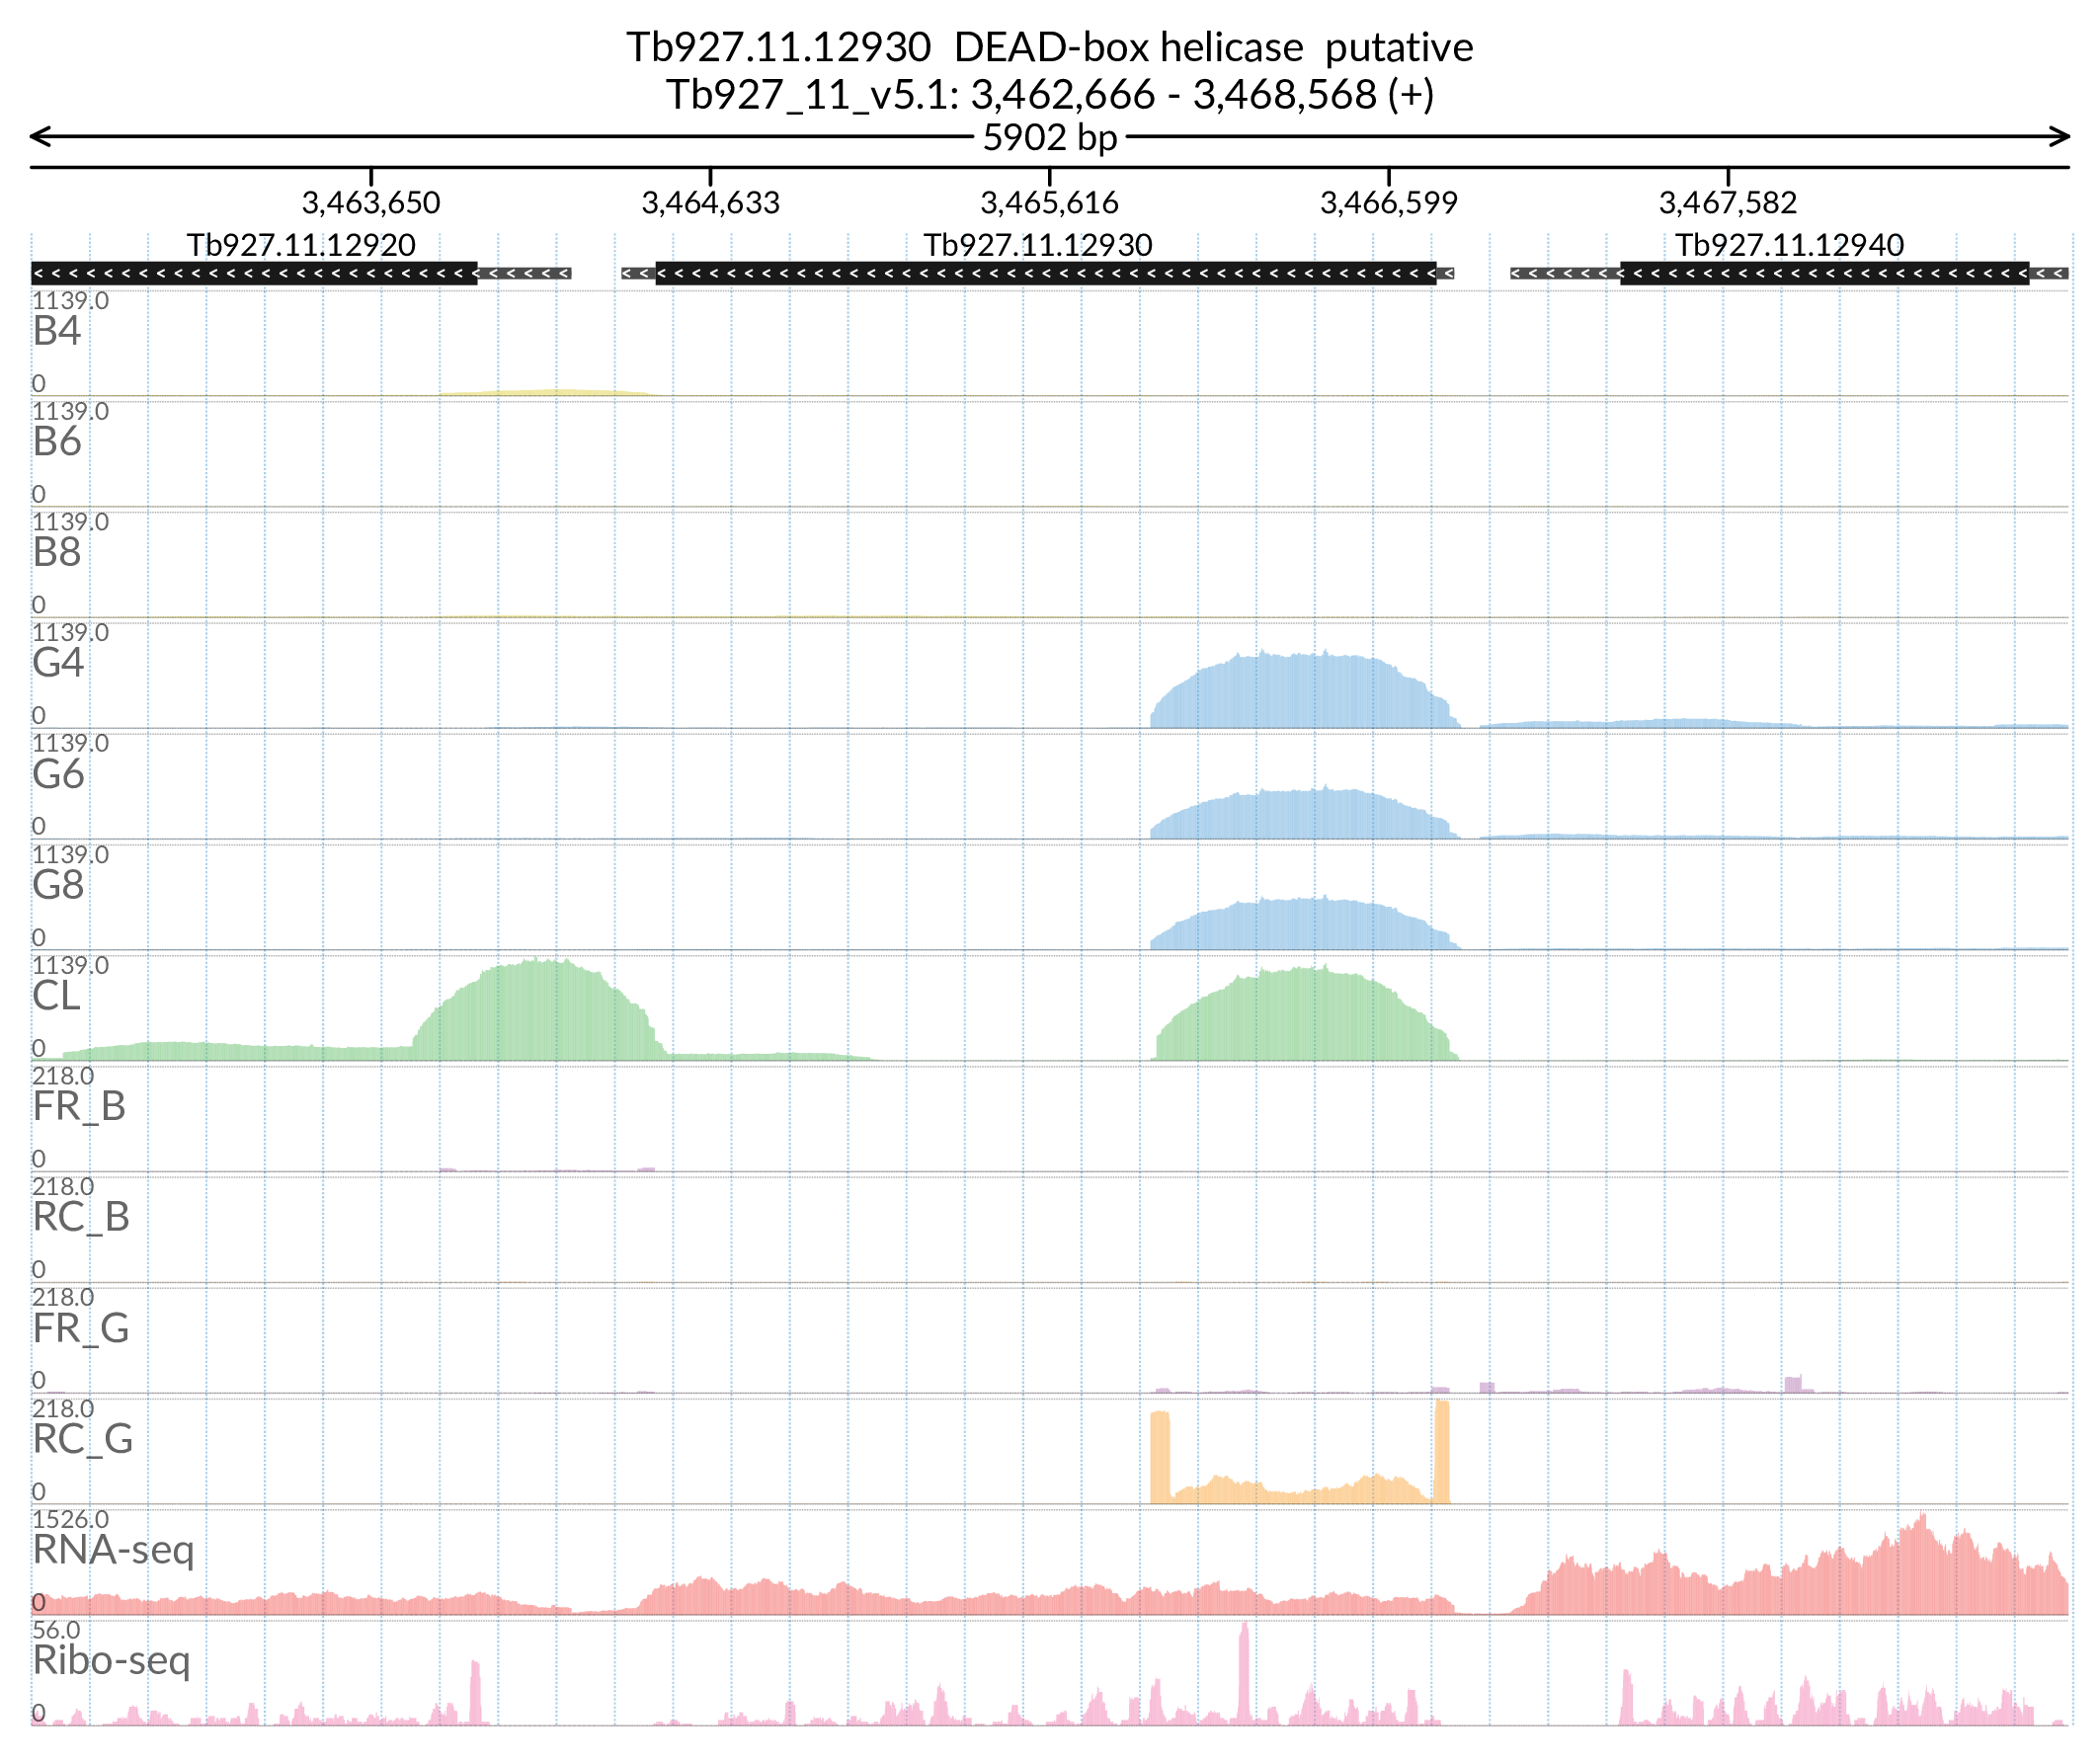 Tb927.11.12930 DEAD-box helicase putative
Tb927_11_v5.1: 3,462,666 - 3,468,568 (+)
5902 bp
3,463,650 3,464,633 3,465,616 3,466,599 3,467,582
Tb927.11.12920 Tb927.11.12930 Tb927.11.12940
1139.0
B4
0
1139.0
B6
0
1139.0
B8
0
1139.0
G4
0
1139.0
G6
0
1139.0
G8
0
1139.0
CL
0
218.0
FR_B
0
218.0
RC_B
0
218.0
FR_G
0
218.0
RC_G
0
1526.0
RNA-seq
0
56.0
Ribo-seq
0